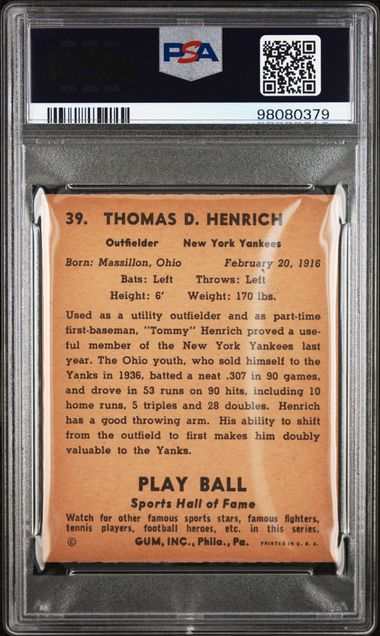 PSA
98080379
39. THOMAS D. HENRICH
Outfielder New York Yankees
Born: Massillon, Ohio February 20, 1916
Bats: Left Throws: Left
Height: 6' Weight: 170 lbs.
Used as a utility outfielder and as part-time
first-baseman, "Tommy" Henrich proved a use-
ful member of the New York Yankees last
year. The Ohio youth, who sold himself to the
Yanks in 1936, batted a neat .307 in 90 games,
and drove in 53 runs on 90 hits, including 10
home runs, 5 triples and 28 doubles. Henrich
has a good throwing arm. His ability to shift
from the outfield to first makes him doubly
valuable to the Yanks.
PLAY BALL
Sports Hall of Fame
Watch for other famous sports stars, famous fighters,
tennis players, football heroes, etc. in this series.
© GUM, INC., Phila., Pa. PRINTED IN U. S. A.